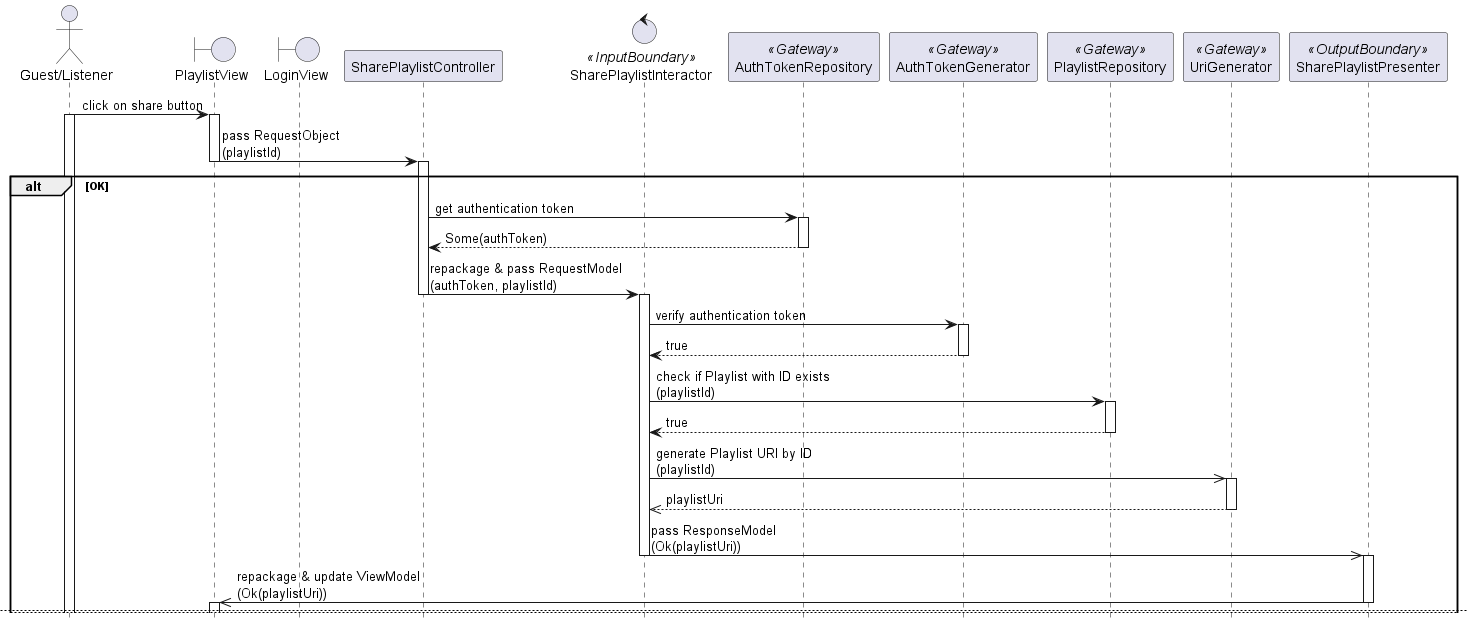 «InputBoundary»
«Gateway»
«Gateway»
«Gateway»
«Gateway»
«OutputBoundary»
Guest/Listener
PlaylistView
LoginView
SharePlaylistController
SharePlaylistInteractor
AuthTokenRepository
AuthTokenGenerator
PlaylistRepository
UriGenerator
SharePlaylistPresenter
click on share button
pass RequestObject
(playlistId)
alt
[OK]
get authentication token
Some(authToken)
repackage & pass RequestModel
(authToken, playlistId)
verify authentication token
true
check if Playlist with ID exists
(playlistId)
true
generate Playlist URI by ID
(playlistId)
playlistUri
pass ResponseModel
(Ok(playlistUri))
repackage & update ViewModel
(Ok(playlistUri))